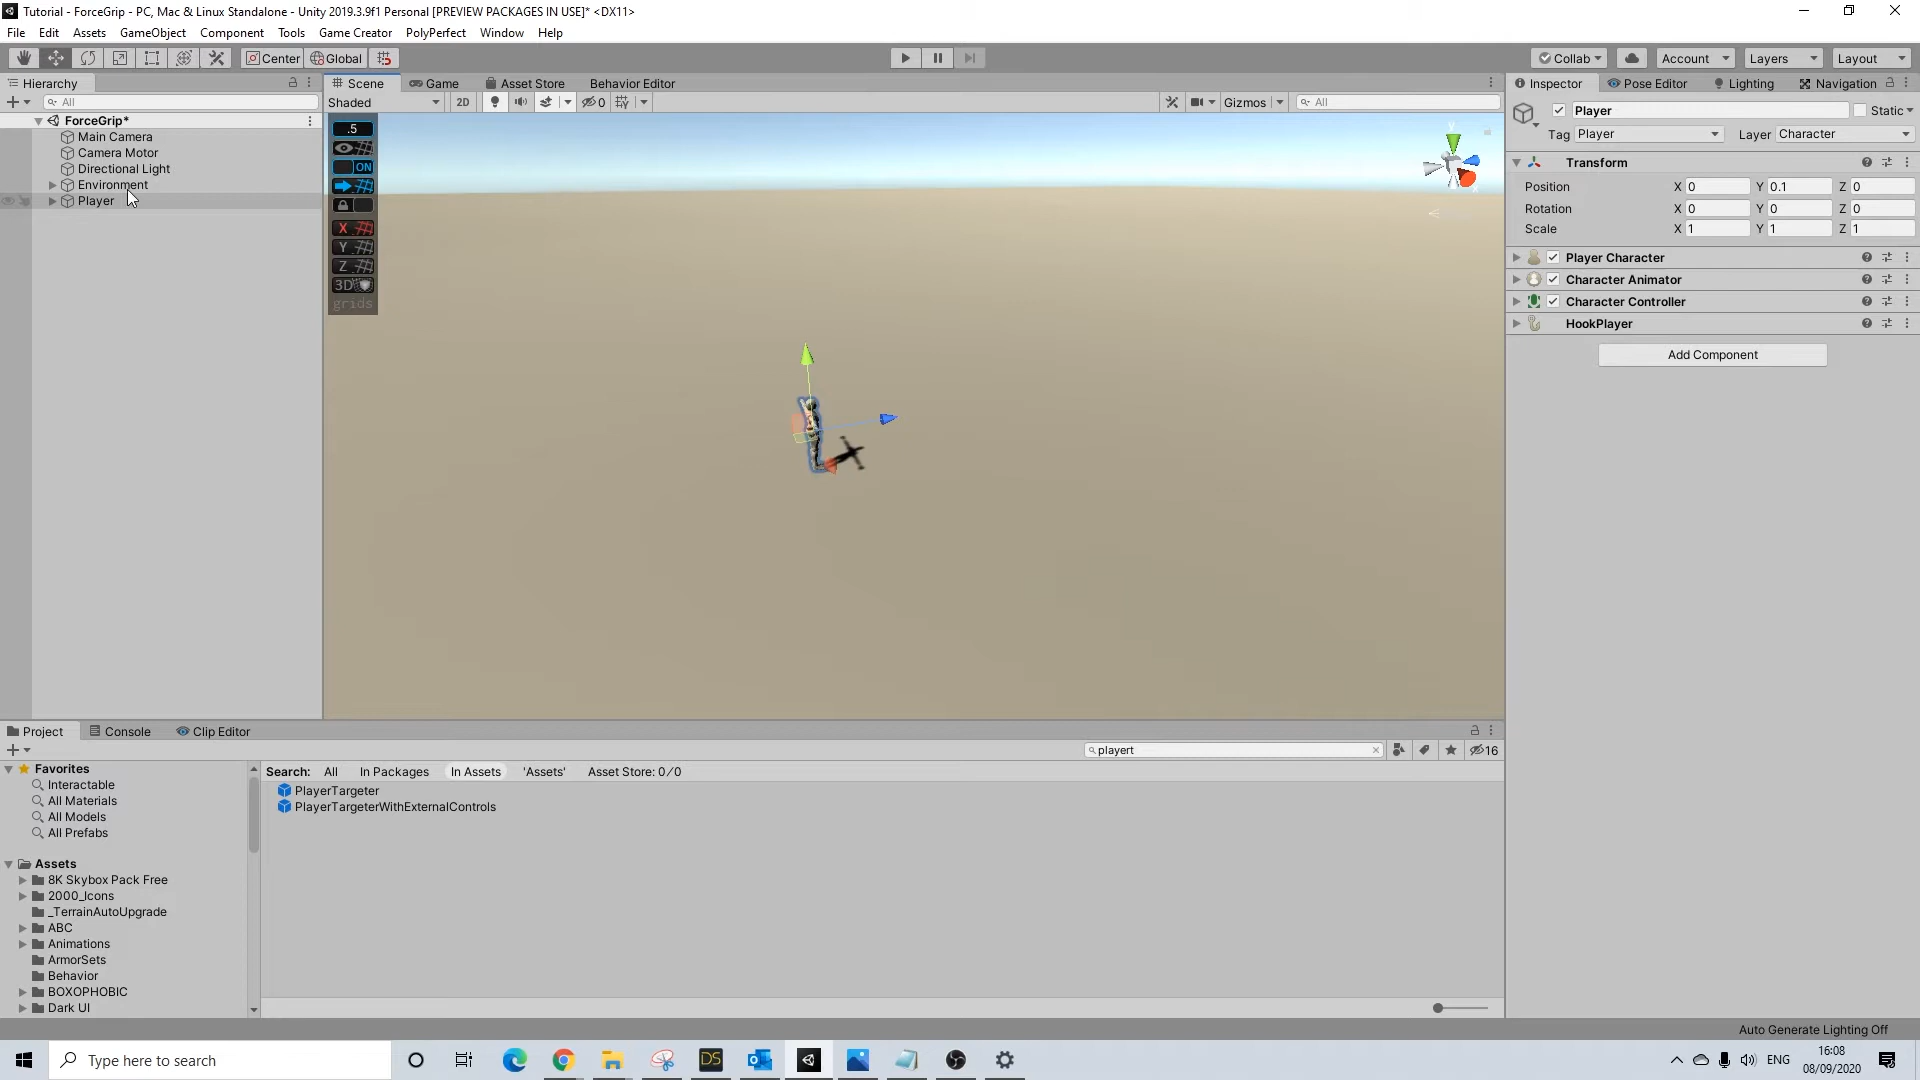 Tutorial - ForceGrip - PC, Mac & Linux Standalone - Unity 2019.3.9f1 Personal [PREVIEW PACKAGES IN USE]* <DX11>
File Edit Assets GameObject Component Tools Game Creator PolyPerfect Window Help
Center Global Collab Account Layers Layout
Hierarchy Scene Game Asset Store Behavior Editor Inspector Pose Editor Lighting Navigation
All Shaded 2D 0 Gizmos All
Player Static
ForceGrip*
Main Camera
Camera Motor
Directional Light
Environment
Player
.5
ON
X
Y
Z
3D
grids
y
Tag Player Layer Character
Transform
Position X 0 Y 0.1 Z 0
Rotation X 0 Y 0 Z 0
Scale X 1 Y 1 Z 1
Player Character
Character Animator
Character Controller
HookPlayer
Add Component
Project Console Clip Editor
playert 16
Favorites
Interactable
All Materials
All Models
All Prefabs
Assets
8K Skybox Pack Free
2000_Icons
_TerrainAutoUpgrade
ABC
Animations
ArmorSets
Behavior
BOXOPHOBIC
Dark UI
Search: All In Packages In Assets 'Assets' Asset Store: 0/0
PlayerTargeter
PlayerTargeterWithExternalControls
Auto Generate Lighting Off
Type here to search
DS
ENG
16:08
08/09/2020